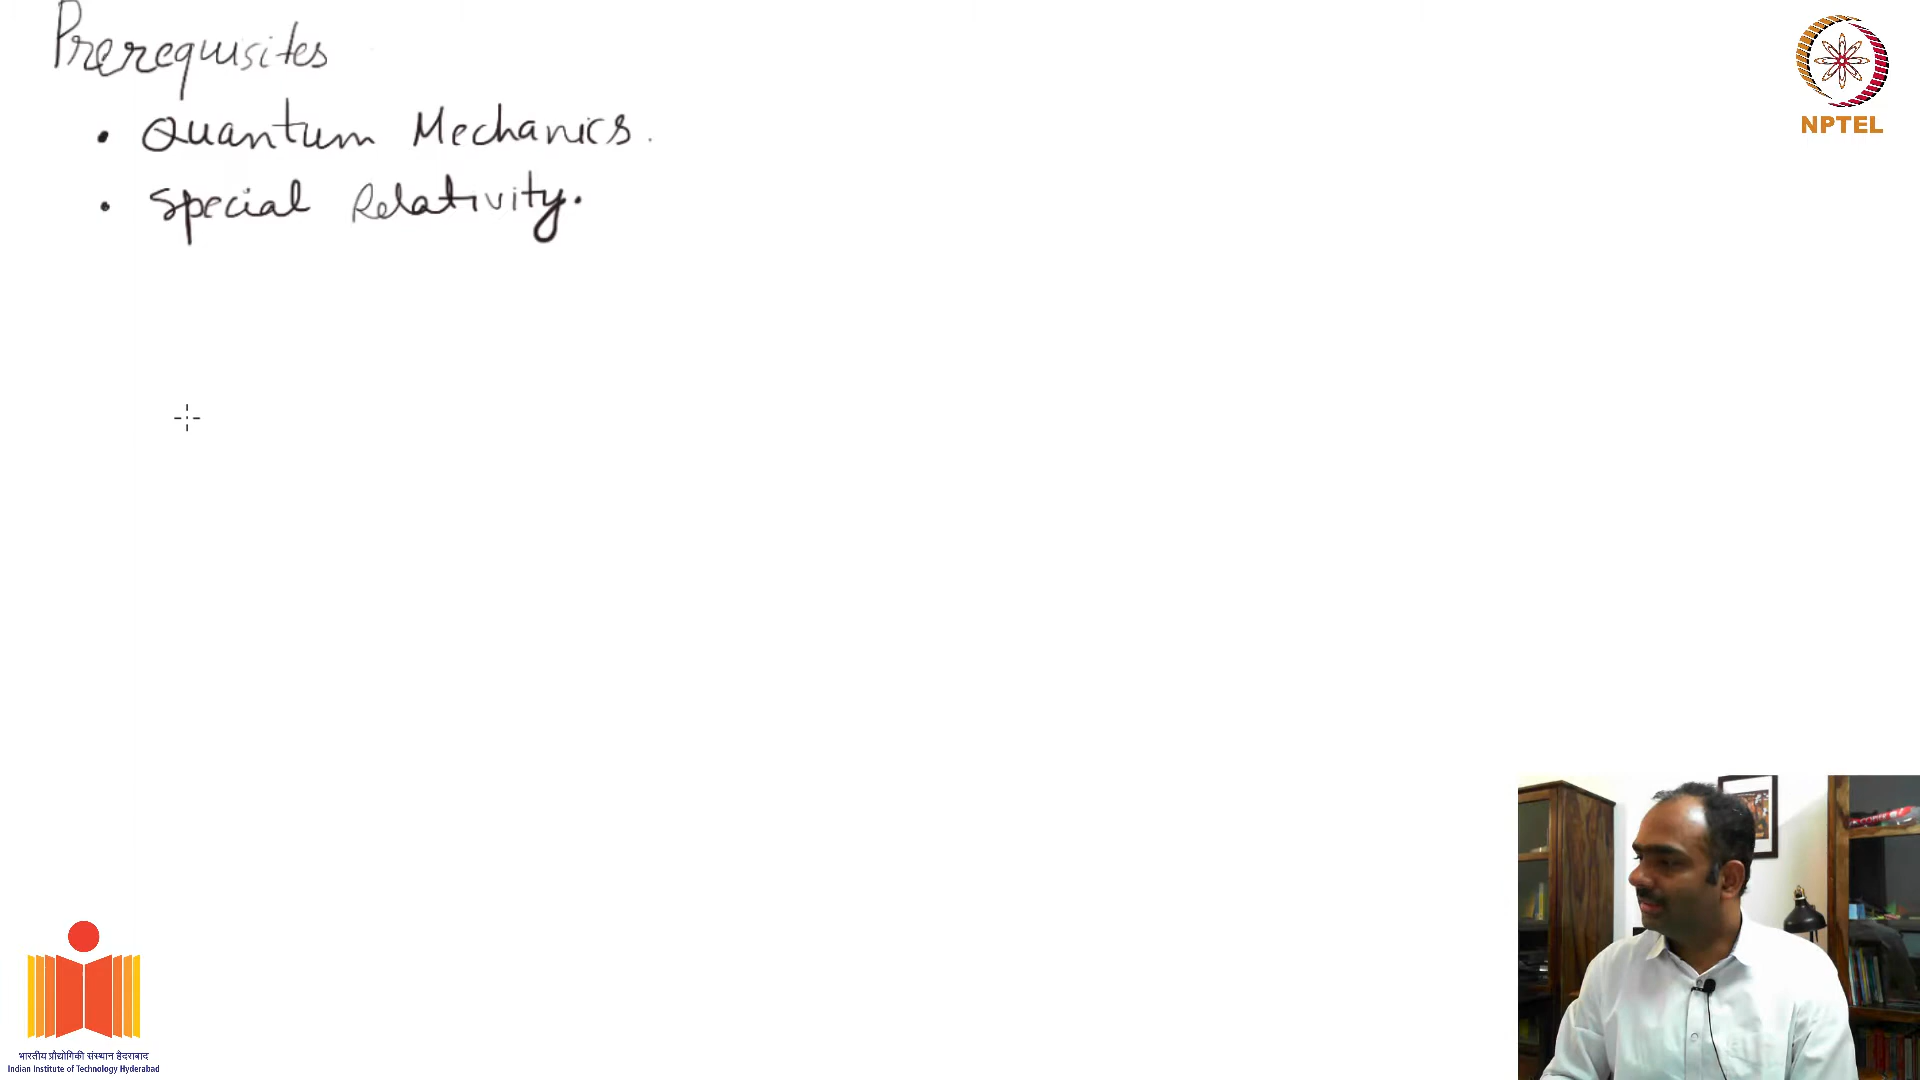 Prerequisites
• Quantum Mechanics.
• Special Relativity.
NPTEL
भारतीय प्रौद्योगिकी संस्थान हैदराबाद
Indian Institute of Technology Hyderabad